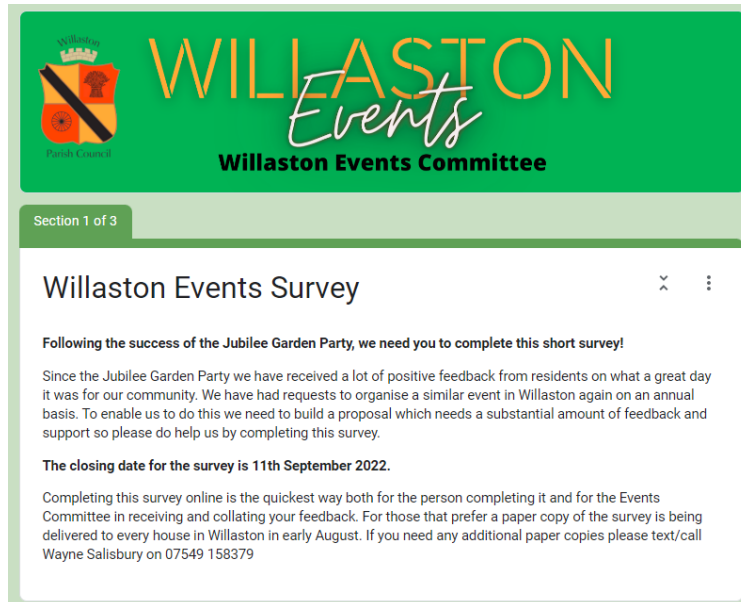 Willaston
Parish Council
WILLASTON
Events
Willaston Events Committee
Section 1 of 3
Willaston Events Survey
Following the success of the Jubilee Garden Party, we need you to complete this short survey!
Since the Jubilee Garden Party we have received a lot of positive feedback from residents on what a great day
it was for our community. We have had requests to organise a similar event in Willaston again on an annual
basis. To enable us to do this we need to build a proposal which needs a substantial amount of feedback and
support so please do help us by completing this survey.
The closing date for the survey is 11th September 2022.
Completing this survey online is the quickest way both for the person completing it and for the Events
Committee in receiving and collating your feedback. For those that prefer a paper copy of the survey is being
delivered to every house in Willaston in early August. If you need any additional paper copies please text/call
Wayne Salisbury on 07549 158379